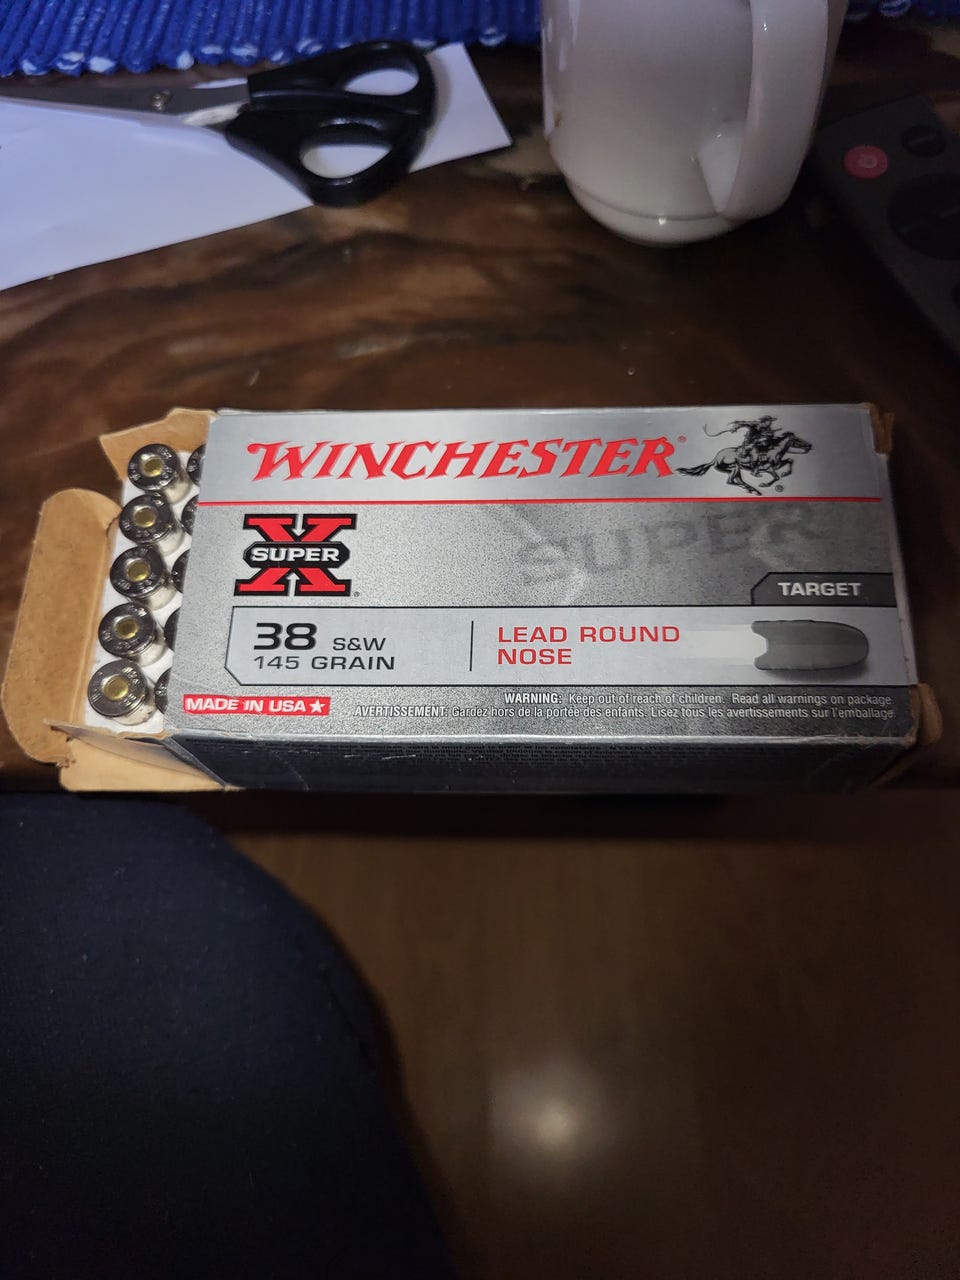 WINCHESTER®
SUPER X®
SUPER
TARGET
38 S&W
145 GRAIN
LEAD ROUND
NOSE
MADE IN USA
WARNING: Keep out of reach of children. Read all warnings on package.
AVERTISSEMENT: Gardez hors de la portée des enfants. Lisez tous les avertissements sur l'emballage.